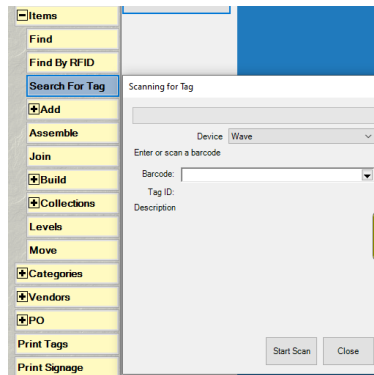 Items
Find
Find By RFID
Search For Tag
Add
Assemble
Join
Build
Collections
Levels
Move
Categories
Vendors
PO
Print Tags
Print Signage
Scanning for Tag
Device Wave
Enter or scan a barcode
Barcode:
Tag ID:
Description
Start Scan Close